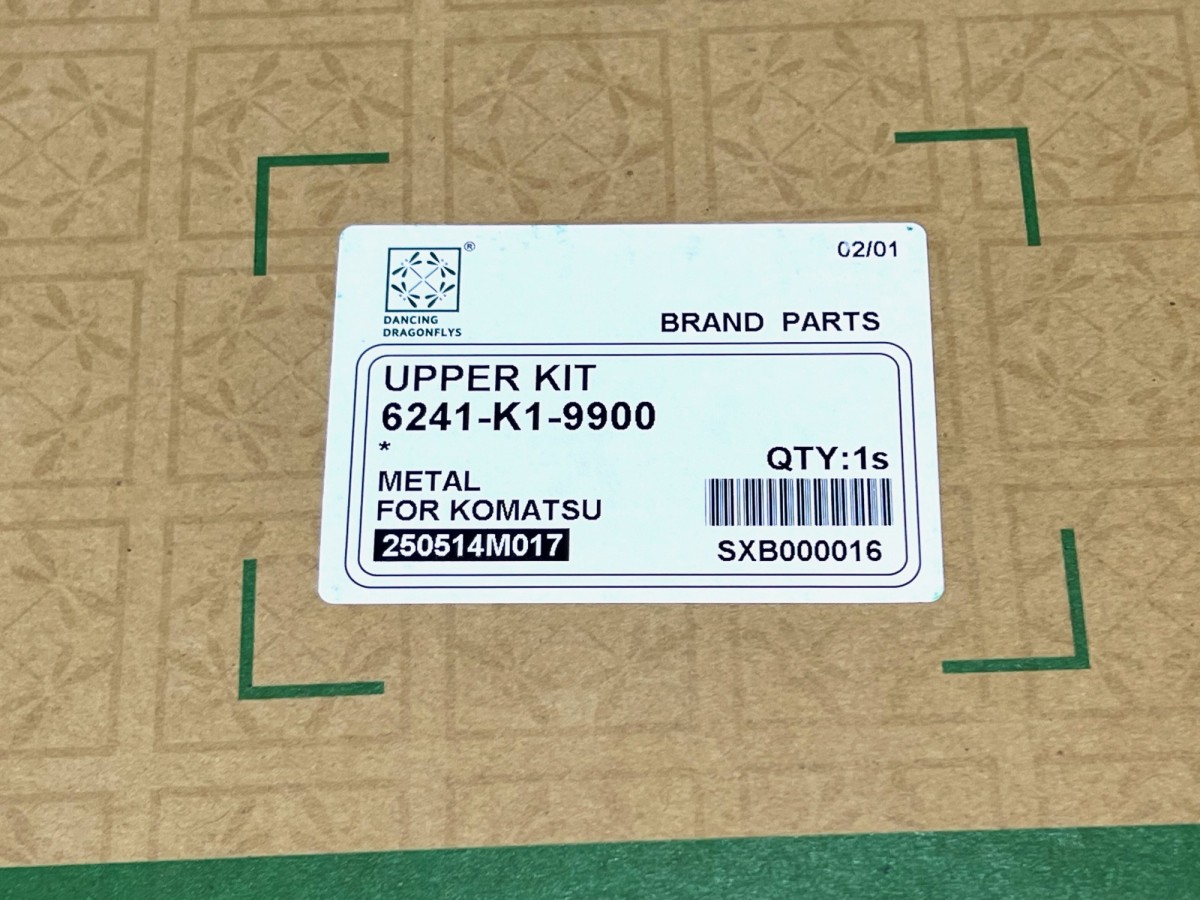 ®
02/01
DANCING
DRAGONFLYS
BRAND PARTS
UPPER KIT
6241-K1-9900
*
QTY:1s
METAL
FOR KOMATSU
250514M017
SXB000016